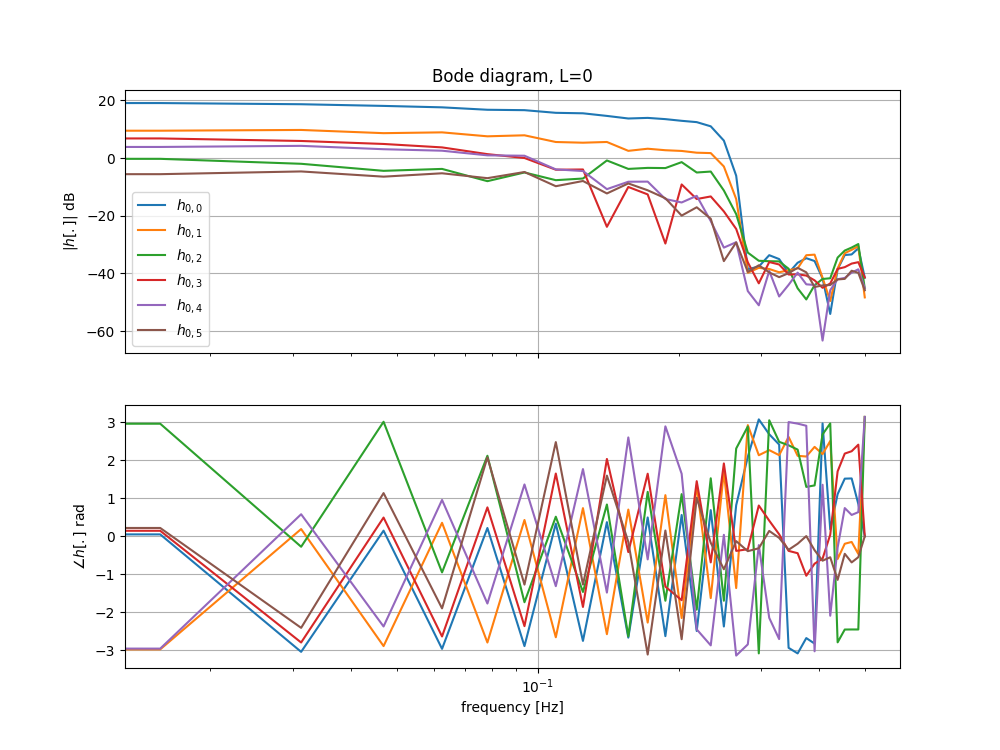 Bode diagram, L=0
20
0
−20
−40
−60
|h[.]| dB
h0,0
h0,1
h0,2
h0,3
h0,4
h0,5
3
2
1
0
−1
−2
−3
∠h[.] rad
10−1
frequency [Hz]